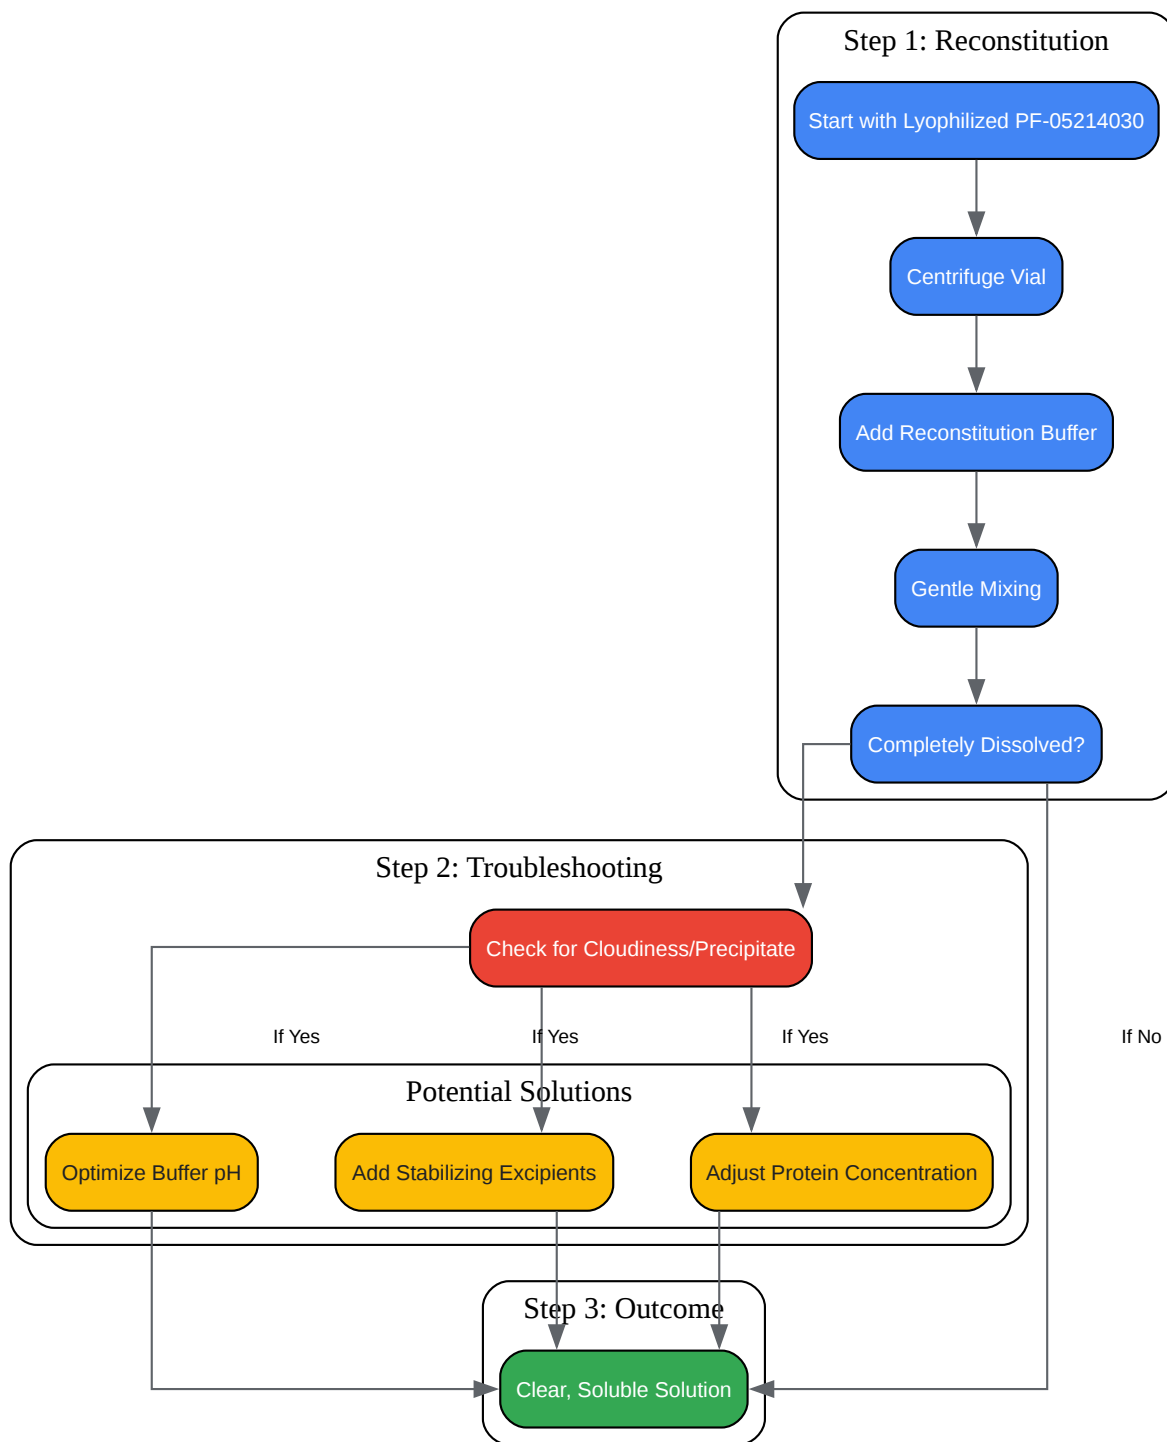 Step 1: Reconstitution
Start with Lyophilized PF-05214030
Centrifuge Vial
Add Reconstitution Buffer
Gentle Mixing
Completely Dissolved?
Step 2: Troubleshooting
Check for Cloudiness/Precipitate
If Yes
If Yes
If Yes
If No
Potential Solutions
Optimize Buffer pH
Add Stabilizing Excipients
Adjust Protein Concentration
Step 3: Outcome
Clear, Soluble Solution